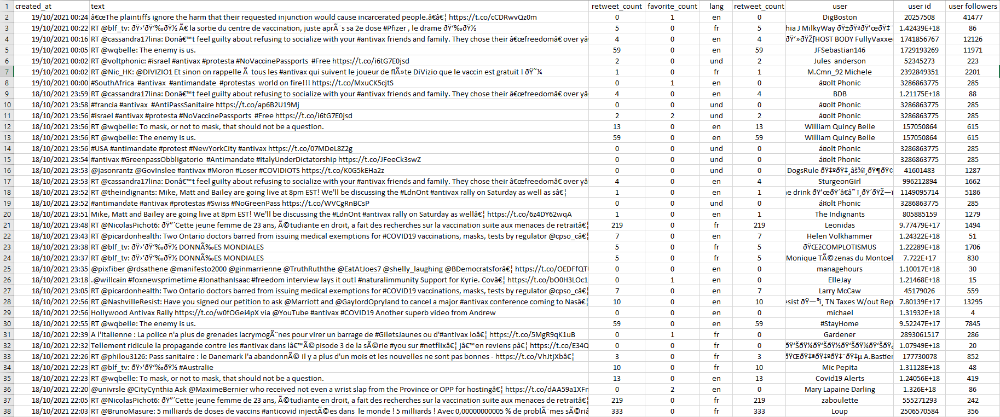 1 created_at text retweet_count favorite_count lang retweet_count user user id user followers
2 19/10/2021 00:24 â€œThe plaintiffs ignore the harm that their requested injunction would cause incarcerated people.â€â€¦ https://t.co/cCDRwvQz0m 0 1 en 0 DigBoston 20257508 41477
3 19/10/2021 00:22 RT @blf_tv: ðŸ›‘ðŸ‘‰ðŸ½ Ã€ la sortie du centre de vaccination, juste aprÃ¨s sa 2e dose #Pfizer , le drame ðŸ‘‰ðŸ½ 5 0 fr 5 hia J MilkyWay 1.42439E+18 86
4 19/10/2021 00:16 RT @cassandra17lina: Donâ€™t feel guilty about refusing to socialize with your #antivax friends and family. They chose their â€œfreedomâ€ over yâ 4 0 en 4 HOST BODY FullyVaxxe 1741856767 12126
5 19/10/2021 00:05 RT @wqbelle: The enemy is us. 59 0 en 59 JFSebastian146 1729193269 11971
6 19/10/2021 00:02 RT @voltphonic: #israel #antivax #protesta #NoVaccinePassports #Free https://t.co/i6tG7E0jsd 2 0 und 2 Jules anderson 52345273 223
7 19/10/2021 00:02 RT @Nic_HK: @DIVIZIO1 Et sinon on rappelle Ã tous les #antivax qui suivent le joueur de flÃ»te DiVizio que le vaccin est gratuit ! ðŸ˜¼ 1 0 fr 1 M.Cmn_92 Michele 2392849351 2201
8 19/10/2021 00:00 #SouthAfrica #antivax #antimandate #protestas world on fire!!! https://t.co/MxuCK5cjtS 0 1 en 0 á¤olt Phonic 3286863775 285
9 18/10/2021 23:59 RT @cassandra17lina: Donâ€™t feel guilty about refusing to socialize with your #antivax friends and family. They chose their â€œfreedomâ€ over yâ 4 0 en 4 BDB 1.21175E+18 88
10 18/10/2021 23:58 #francia #antivax #AntiPassSanitaire https://t.co/ap6B2U19Mj 0 0 und 0 á¤olt Phonic 3286863775 285
11 18/10/2021 23:56 #israel #antivax #protesta #NoVaccinePassports #Free https://t.co/i6tG7E0jsd 2 2 und 2 á¤olt Phonic 3286863775 285
12 18/10/2021 23:56 RT @wqbelle: To mask, or not to mask, that should not be a question. 13 0 en 13 William Quincy Belle 157050864 615
13 18/10/2021 23:56 RT @wqbelle: The enemy is us. 59 0 en 59 William Quincy Belle 157050864 615
14 18/10/2021 23:56 #USA #antimandate #protest #NewYorkCity #antivax https://t.co/07MDeL8Z2g 0 0 und 0 á¤olt Phonic 3286863775 285
15 18/10/2021 23:54 #antivax #GreenpassObbligatorio #Antimandate #ItalyUnderDictatorship https://t.co/JFeeCk3swZ 0 0 und 0 á¤olt Phonic 3286863775 285
16 18/10/2021 23:53 @jasonrantz @GovInslee #antivax #Moron #Loser #COVIDIOTS https://t.co/K0G5kEHa2z 0 0 und 0 DogsRule 41601483 1287
17 18/10/2021 23:53 RT @cassandra17lina: Donâ€™t feel guilty about refusing to socialize with your #antivax friends and family. They chose their â€œfreedomâ€ over yâ 4 0 en 4 SturgeonGirl 996212894 1662
18 18/10/2021 23:52 RT @theindignants: Mike, Matt and Bailey are going live at 8pm EST! We'll be discussing the #LdnOnt #antivax rally on Saturday as well as sâ€¦ 1 0 en 1 e drink 1149095714 5186
19 18/10/2021 23:52 #antimandate #antivax #protestas #Swiss #NoGreenPass https://t.co/WVCgRnBCsP 0 0 und 0 á¤olt Phonic 3286863775 285
20 18/10/2021 23:51 Mike, Matt and Bailey are going live at 8pm EST! We'll be discussing the #LdnOnt #antivax rally on Saturday as wellâ€¦ https://t.co/6z4DY62wqA 1 0 en 1 The Indignants 805885159 1279
21 18/10/2021 23:48 RT @NicolasPichot6: ðŸ”´Cette jeune femme de 23 ans, Ã©tudiante en droit, a fait des recherches sur la vaccination suite aux menaces de retraitâ€¦ 219 0 fr 219 Leonidas 9.77479E+17 1494
22 18/10/2021 23:43 RT @picardonhealth: Two Ontario doctors barred from issuing medical exemptions for #COVID19 vaccinations, masks, tests by regulator @cpso_câ€¦ 7 0 en 7 Helen Volkhammer 1.24322E+18 51
23 18/10/2021 23:38 RT @blf_tv: ðŸ›‘ðŸ‘‰ðŸ½ DONNÃ‰ES MONDIALES 5 0 fr 5 ðŸŒžCOMPLOTISMUS 1.22289E+18 1706
24 18/10/2021 23:37 RT @blf_tv: ðŸ›‘ðŸ‘‰ðŸ½ DONNÃ‰ES MONDIALES 5 0 fr 5 Monique TÃ©zenas du Montcel 7.722E+17 830
25 18/10/2021 23:35 @pixfiber @rdsathene @manifesto2000 @ginmarrienne @TruthRuththe @EatAtJoes7 @shelly_laughing @BDemocratsforâ€¦ https://t.co/OEDFfQTU 0 0 en 0 managehours 1.10017E+18 30
26 18/10/2021 23:18 .@willcain #foxnewsprimetime #JonathanIsaac #freedom interview lays it out! #naturalimmunity Support for Kyrie. Covâ€¦ https://t.co/bO0H3LOc1 0 1 en 0 ElleJay 1.21468E+18 15
27 18/10/2021 23:05 RT @picardonhealth: Two Ontario doctors barred from issuing medical exemptions for #COVID19 vaccinations, masks, tests by regulator @cpso_câ€¦ 7 0 en 7 Larry McCaw 45179026 559
28 18/10/2021 22:56 RT @NashvilleResist: Have you signed our petition to ask @Marriott and @GaylordOpryland to cancel a major #antivax conference coming to Nasâ€¦ 10 0 en 10 esist TN Taxes W/out Rep 7.80139E+17 13295
29 18/10/2021 22:56 Hollywood Antivax Rally https://t.co/w0fOGei4pX via @YouTube #antivax #COVID19 Another superb video from Andrew 0 0 en 0 michael 1.31932E+18 4
30 18/10/2021 22:55 RT @wqbelle: The enemy is us. 59 0 en 59 #StayHome 9.52247E+17 7845
31 18/10/2021 22:39 A l'italienne : La police n'a plus de grenades lacrymogÃ¨nes pour virer un barrage de #GiletsJaunes ou d'#antivax loâ€¦ https://t.co/5MgR9qK1uB 0 1 fr 0 Gardener 2893061517 286
32 18/10/2021 22:32 Tellement ridicule la propagande contre les #antivax dans lâ€™Ã©pisode 3 de la sÃ©rie #you sur #netflixâ€¦ jâ€™en reviens pâ€¦ https://t.co/E34Q 0 0 fr 0 1.07949E+18 20
33 18/10/2021 22:26 RT @philou3126: Pass sanitaire : le Danemark l'a abandonnÃ© il y a plus d'un mois et les nouvelles ne sont pas bonnes - https://t.co/VhJtjXbâ€¦ 3 0 fr 3 A.Bastien 177730078 852
34 18/10/2021 22:23 RT @blf_tv: ðŸ›‘ðŸ‘‰ðŸ½ #Australie 10 0 fr 10 Mic Pepita 1.31128E+18 48
35 18/10/2021 22:23 RT @wqbelle: To mask, or not to mask, that should not be a question. 13 0 en 13 Covid19 Alerts 1.24056E+18 419
36 18/10/2021 22:20 @univrsle @CityCynthia Ask @MaximeBernier who received not even a wrist slap from the Province or OPP for hostingâ€¦ https://t.co/dAA59a1XFn 0 2 en 0 Mary Lapaine Darling 1.326E+18 86
37 18/10/2021 22:05 RT @NicolasPichot6: ðŸ”´Cette jeune femme de 23 ans, Ã©tudiante en droit, a fait des recherches sur la vaccination suite aux menaces de retraitâ€¦ 219 0 fr 219 zaboulette 555271293 242
38 18/10/2021 22:03 RT @BrunoMasure: 5 milliards de doses de vaccins #anticovid injectÃ©es dans le monde ! 5 milliards ! Avec 0,00000000005 % de problÃ¨mes sÃ©riâ 333 0 fr 333 Loup 2506570584 356